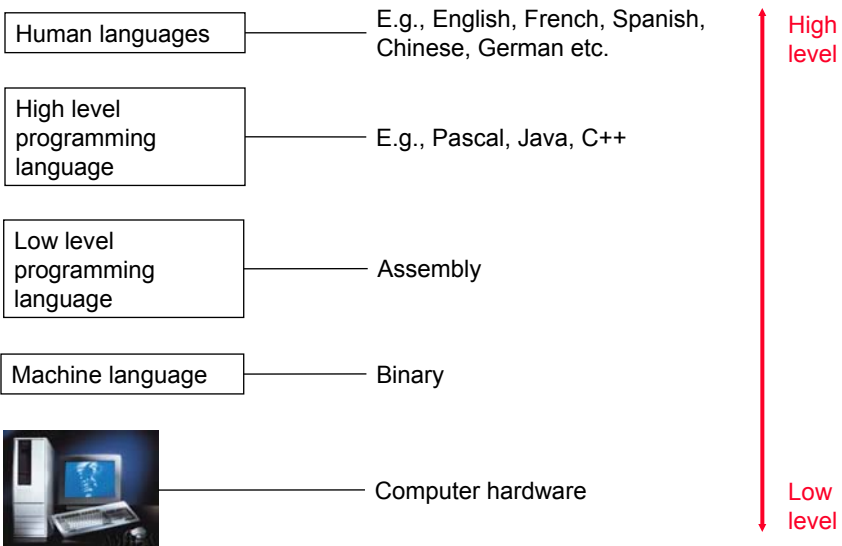 Human languages
E.g., English, French, Spanish,
Chinese, German etc.
High
level
High level
programming
language
E.g., Pascal, Java, C++
Low level
programming
language
Assembly
Machine language
Binary
Computer hardware
Low
level